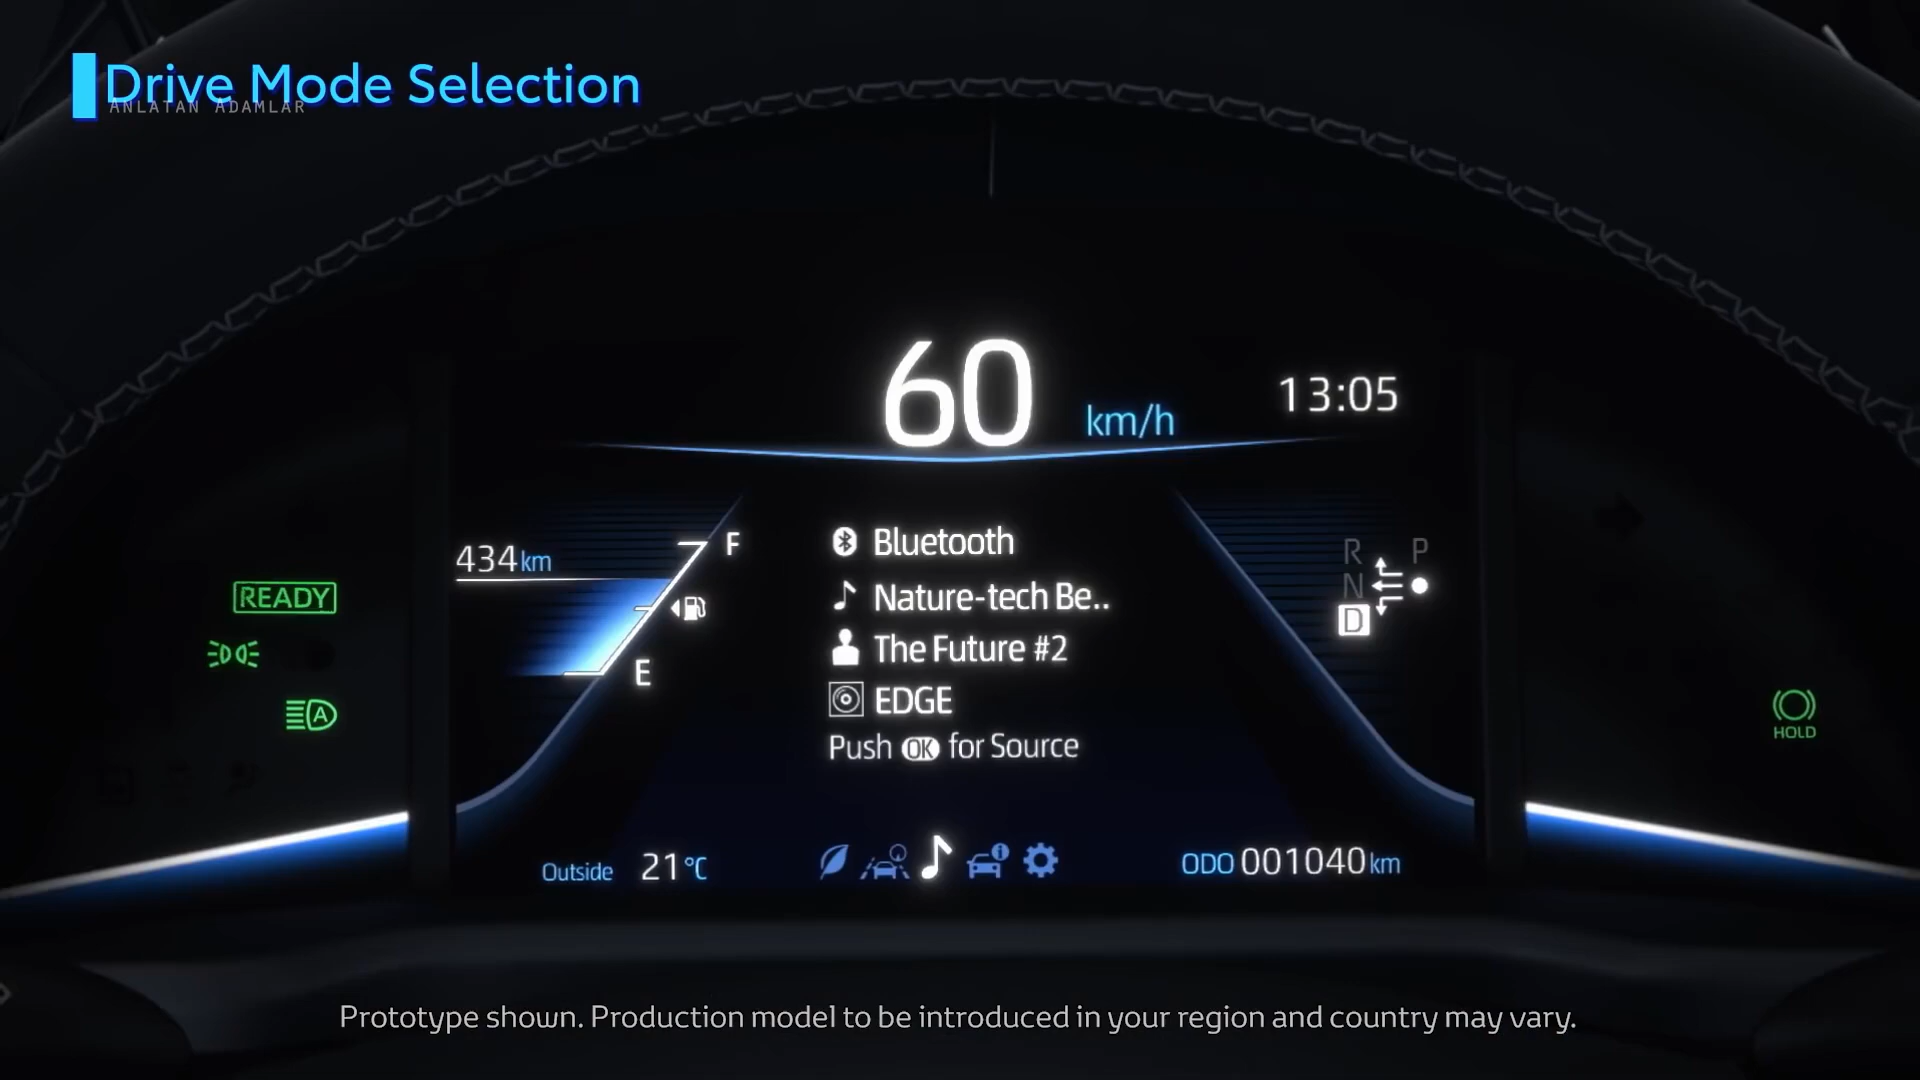 Drive Mode Selection
ANLATAN ADAMLAR
60 km/h
13:05
434km
F
E
READY
A
Bluetooth
Nature-tech Be..
The Future #2
EDGE
Push OK for Source
R P
N
D
HOLD
Outside 21°C
ODO 001040km
Prototype shown. Production model to be introduced in your region and country may vary.